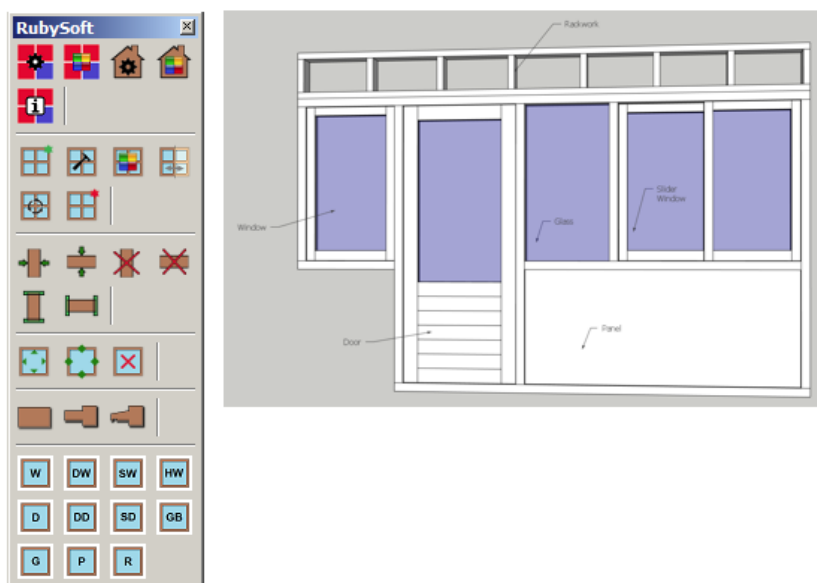 RubySoft
i
W
DW
SW
HW
D
DD
SD
GB
G
P
R
Rackwork
Window
Glass
Slider
Window
Door
Panel